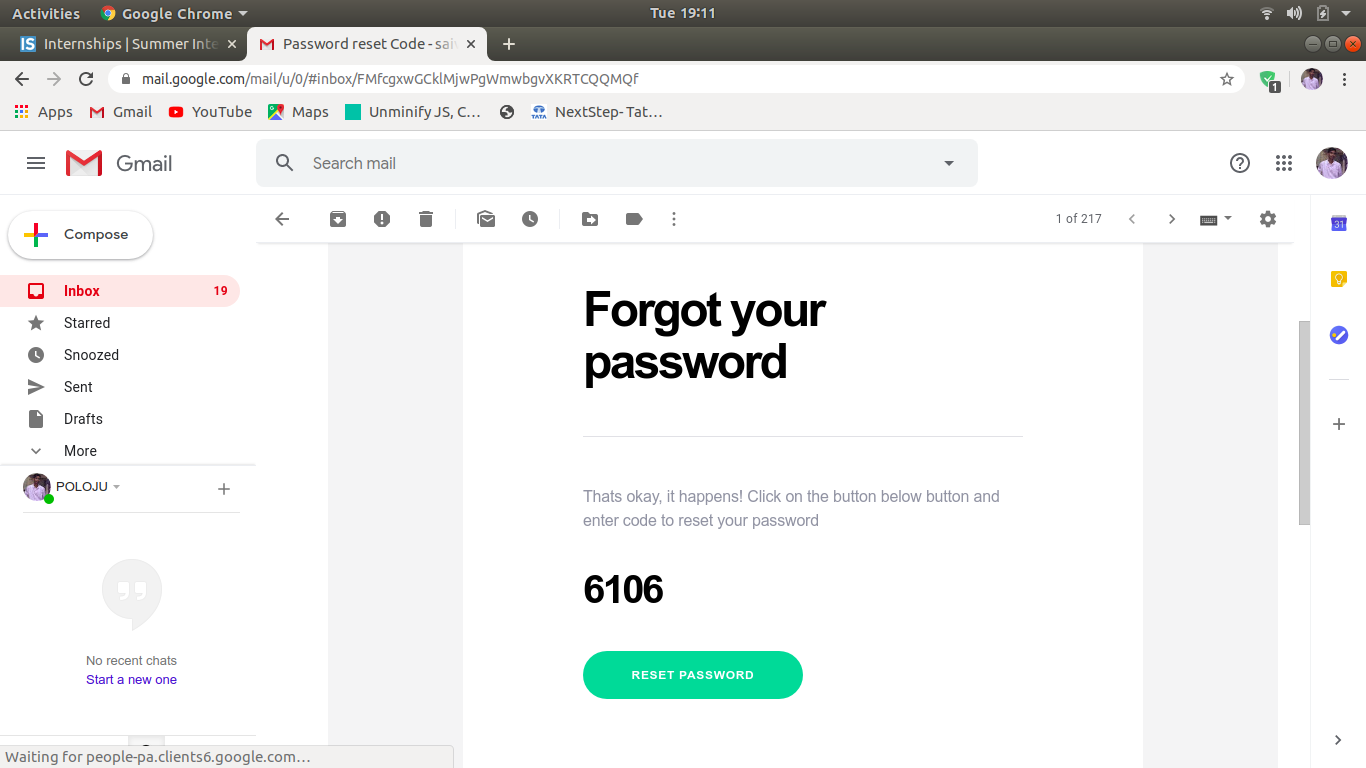 Activities Google Chrome Tue 19:11
Internships | Summer Inte Password reset Code - saiv
mail.google.com/mail/u/0/#inbox/FMfcgxwGCklMjwPgWmwbgvXKRTCQQMQf 1
Apps Gmail YouTube Maps Unminify JS, C... TATA NextStep- Tat...
Gmail Search mail
Compose 1 of 217 31
Inbox 19
Starred
Snoozed
Sent
Drafts
More
POLOJU
No recent chats
Start a new one
Forgot your
password
Thats okay, it happens! Click on the button below button and
enter code to reset your password
6106
RESET PASSWORD
Waiting for people-pa.clients6.google.com...